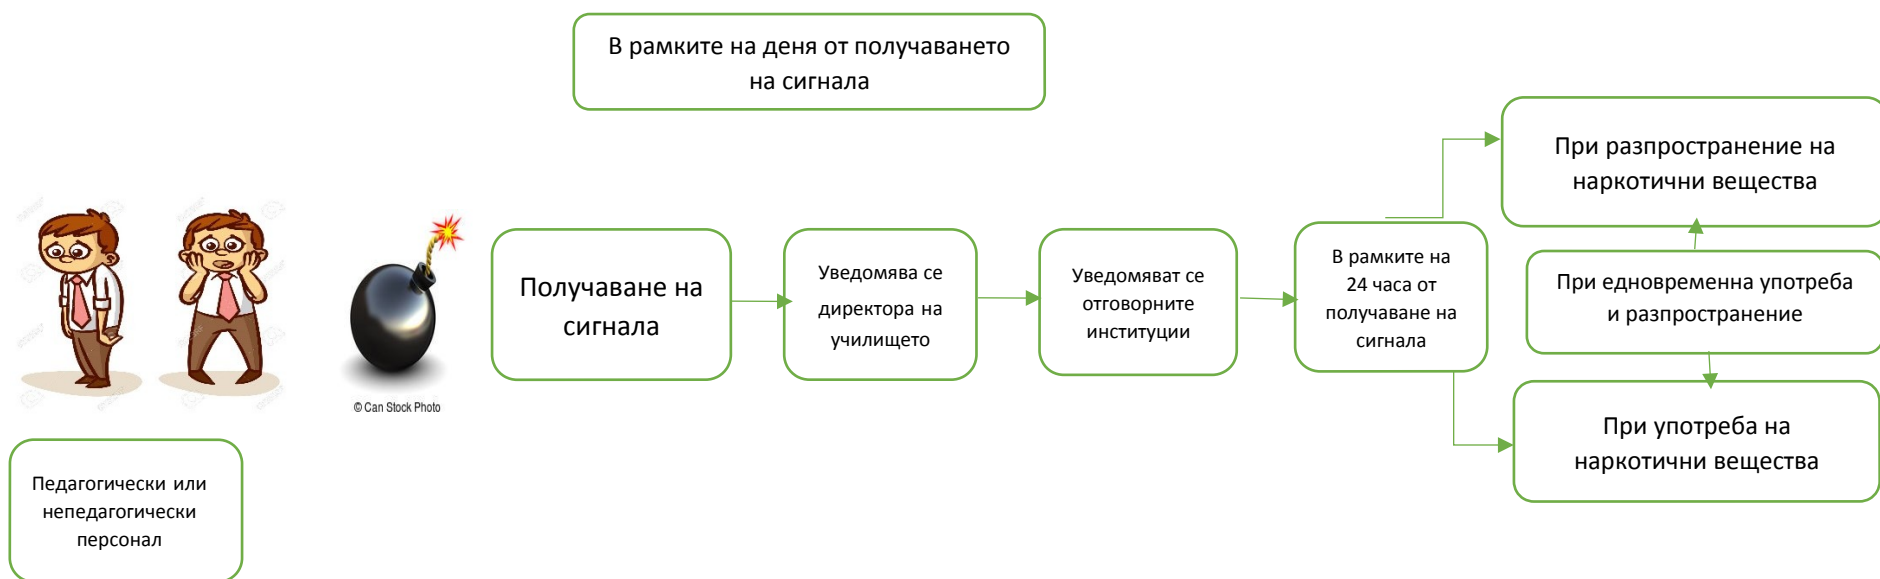 В рамките на деня от получаването
на сигнала
Получаване на
сигнала
Уведомява се
директора на
училището
Уведомяват се
отговорните
институции
В рамките на
24 часа от
получаване на
сигнала
При разпространение на
наркотични вещества
При едновременна употреба
и разпространение
При употреба на
наркотични вещества
© Can Stock Photo
Педагогически или
непедагогически
персонал